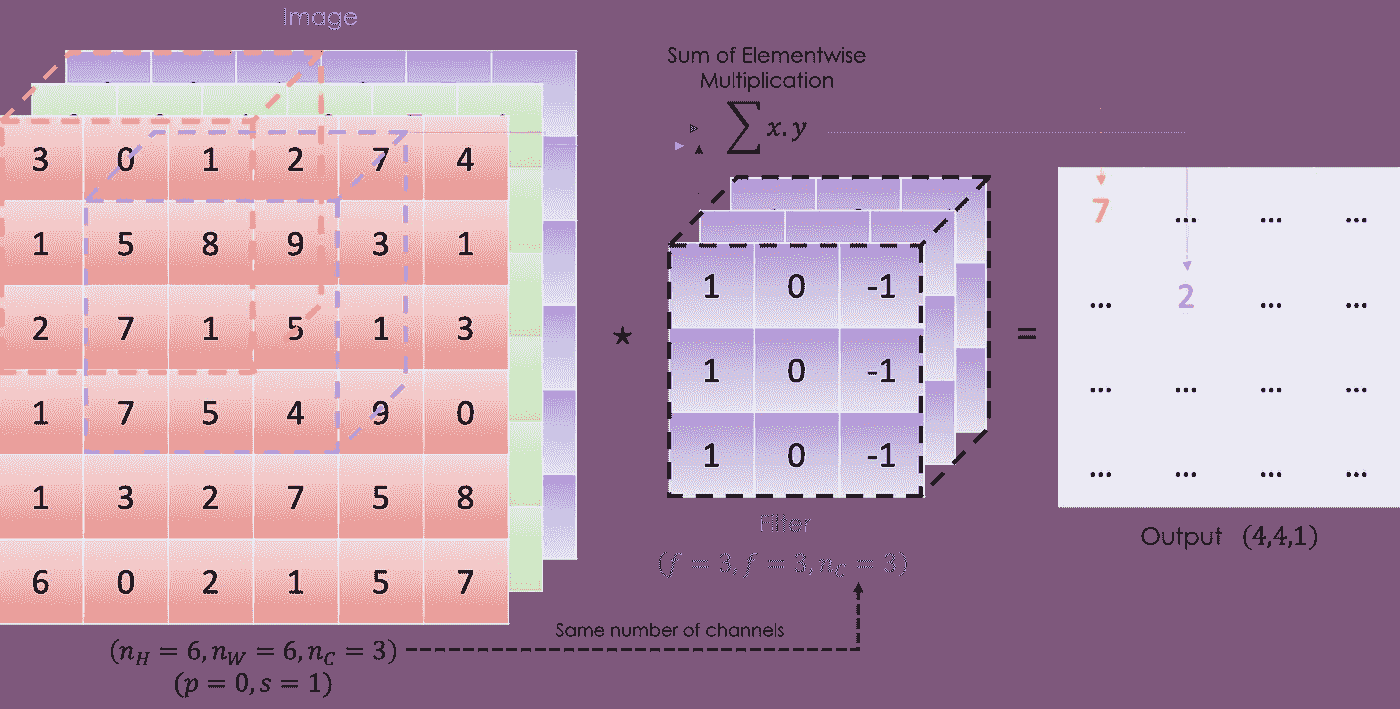 Image
Sum of Elementwise
Multiplication
∑ x.y
3 0 1 2 7 4
1 5 8 9 3 1
2 7 1 5 1 3
1 7 5 4 9 0
1 3 2 7 5 8
6 0 2 1 5 7
(n_H = 6, n_W = 6, n_C = 3)
(p = 0, s = 1)
★
1 0 -1
1 0 -1
1 0 -1
Filter
(f = 3, f = 3, n_C = 3)
Same number of channels
=
7 ... ... ...
... 2 ... ...
... ... ... ...
... ... ... ...
Output (4,4,1)